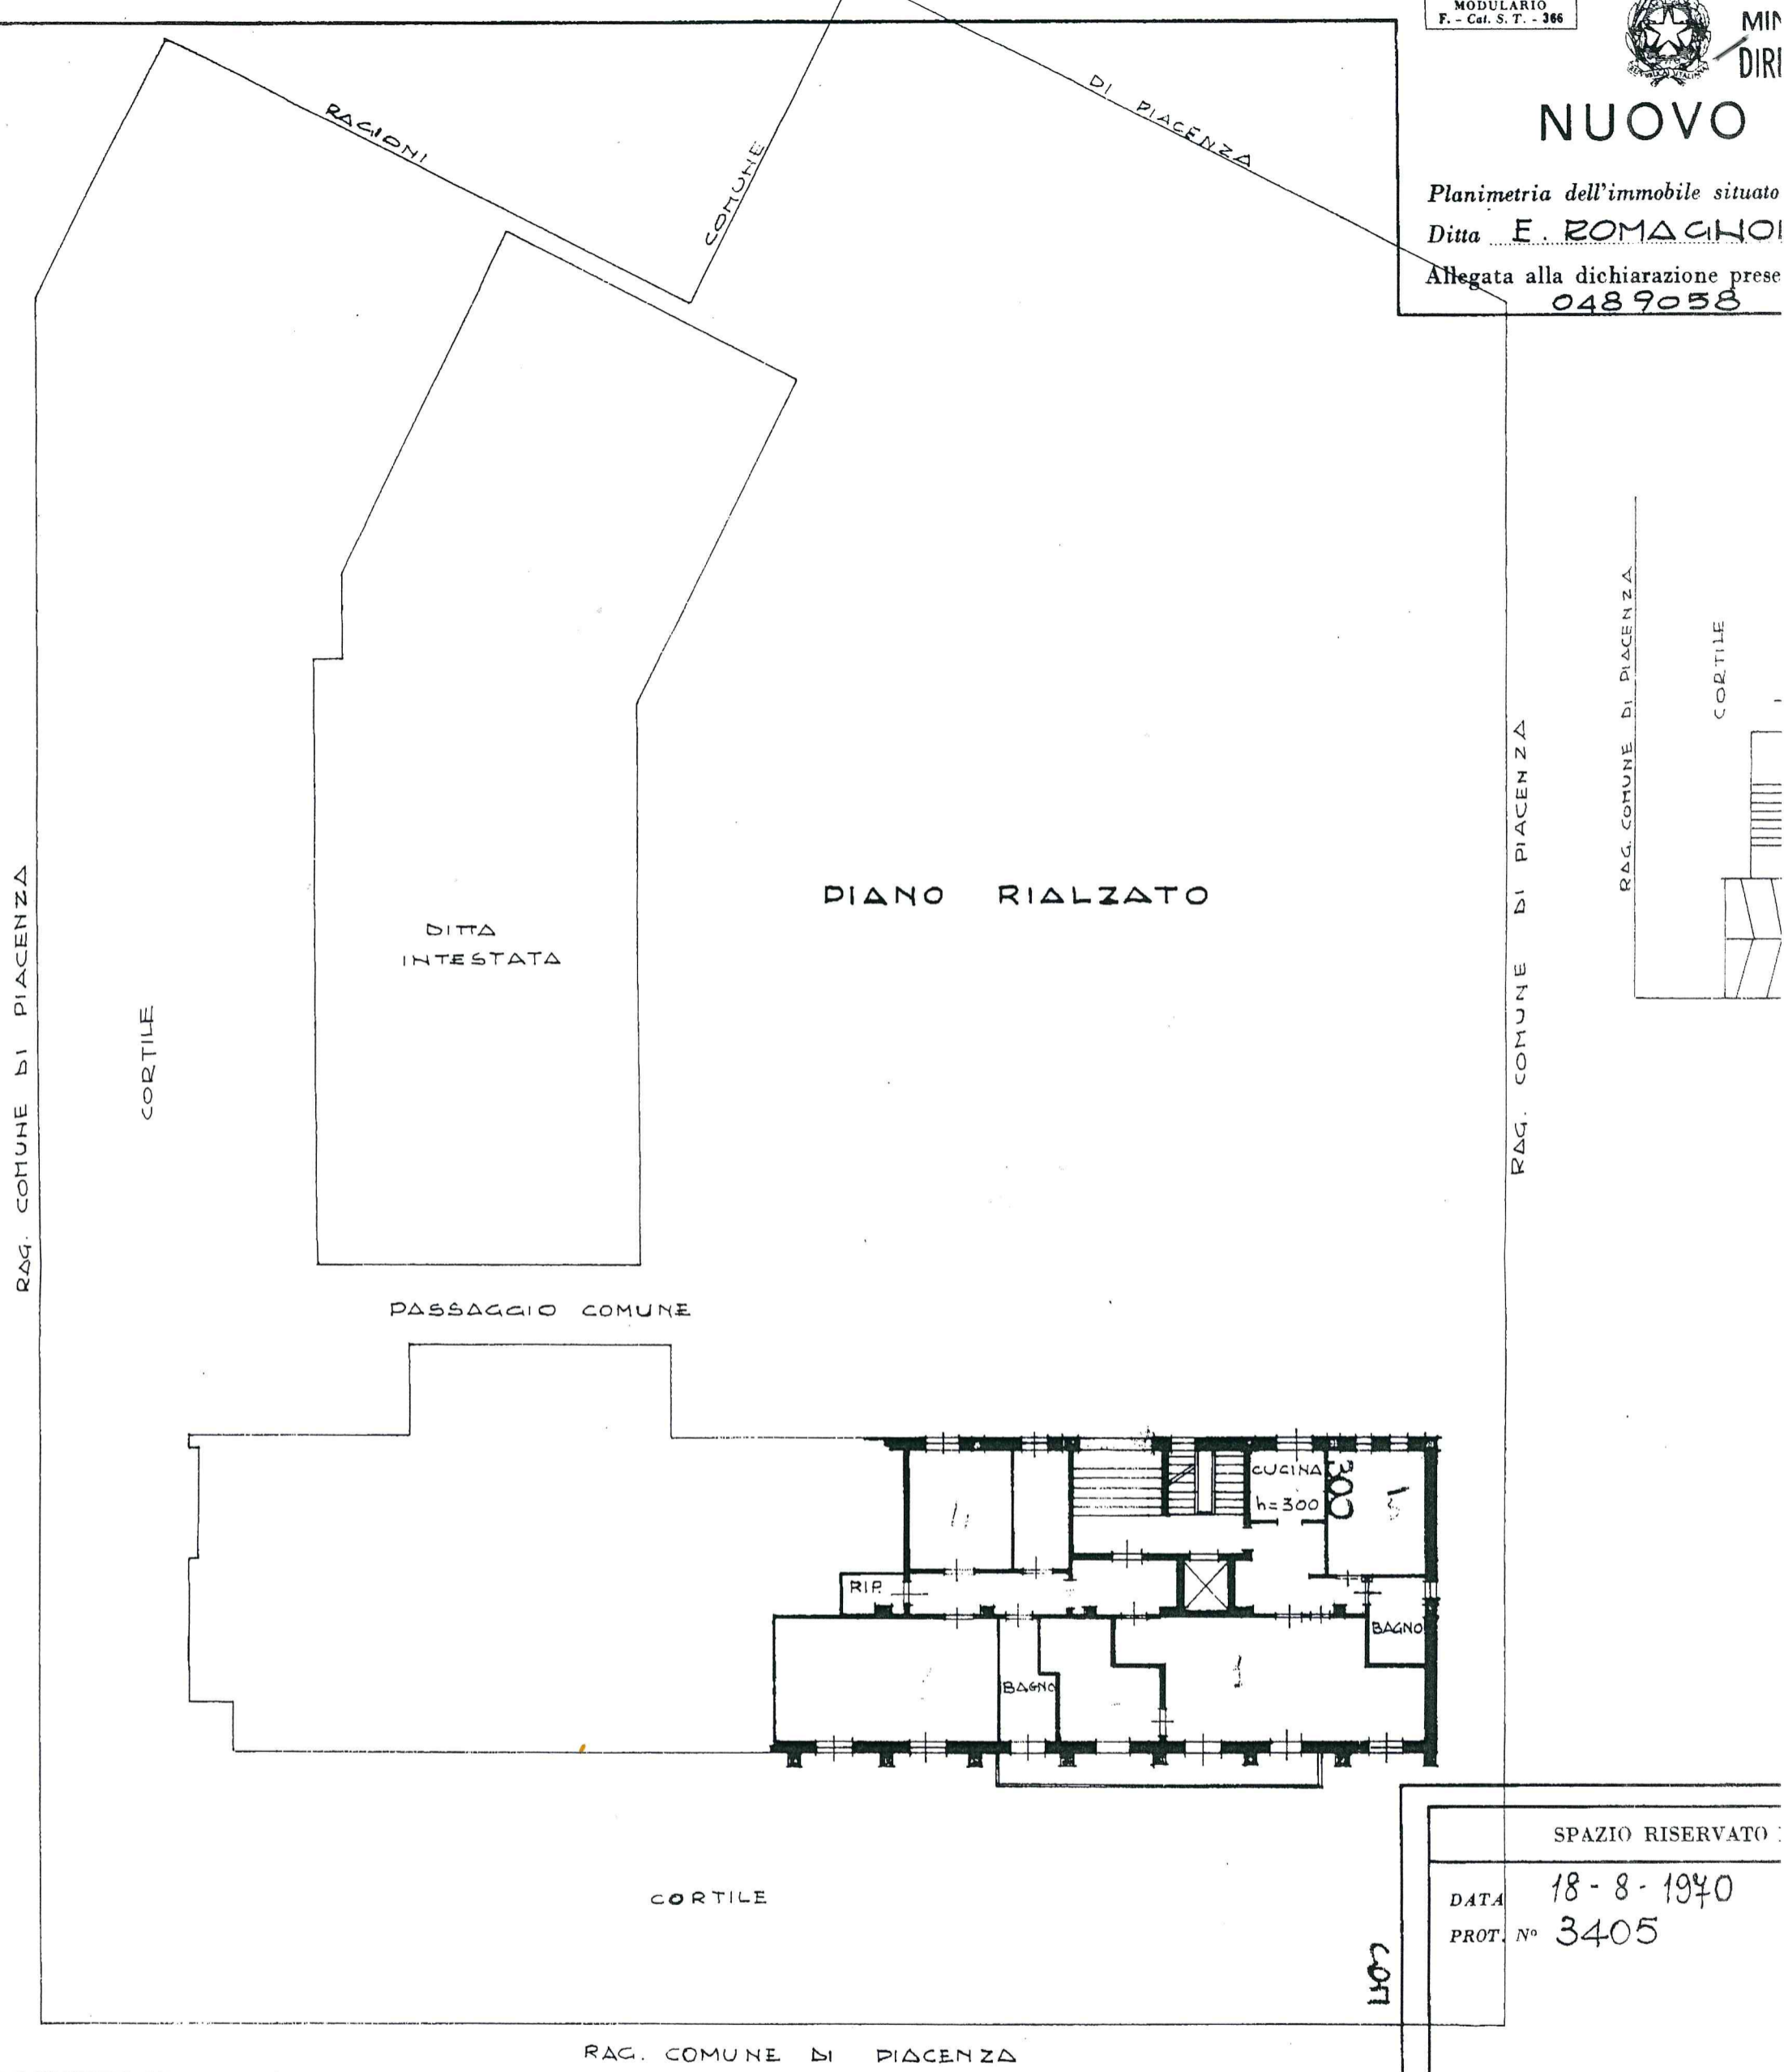 MODULARIO
F. - Cat. S. T. - 366
MIN
DIRI
NUOVO
Planimetria dell'immobile situato
Ditta E. ROMAGNOI
Allegata alla dichiarazione prese
0489058
RAGIONI
COMUNE
DI PIACENZA
RAG. COMUNE DI PIACENZA
CORTILE
RAG. COMUNE DI PIACENZA
PIANO RIALZATO
DITTA
INTESTATA
RAG. COMUNE DI PIACENZA
CORTILE
PASSAGGIO COMUNE
CUCINA
h=300
300
RIP.
BAGNO
BAGNO
1
CORTILE
SPAZIO RISERVATO
DATA 18-8-1970
PROT. Nº 3405
RAG. COMUNE DI PIACENZA